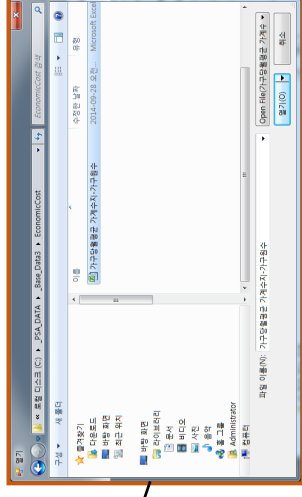 열기
« 로컬 디스크 (C:) ▸ _PSA_DATA ▸ _Base_Data3 ▸ EconomicCost
EconomicCost 검색
구성 ▾ 새 폴더
이름 수정한 날짜 유형
가구당월평균 가계수지-가구원수 2014-09-28 오전... Microsoft Excel
즐겨찾기
다운로드
바탕 화면
최근 위치
바탕 화면
라이브러리
문서
비디오
사진
음악
홈 그룹
Administrator
컴퓨터
파일 이름(N): 가구당월평균 가계수지-가구원수
Open File(가구당월평균 가계수
열기(O)
취소